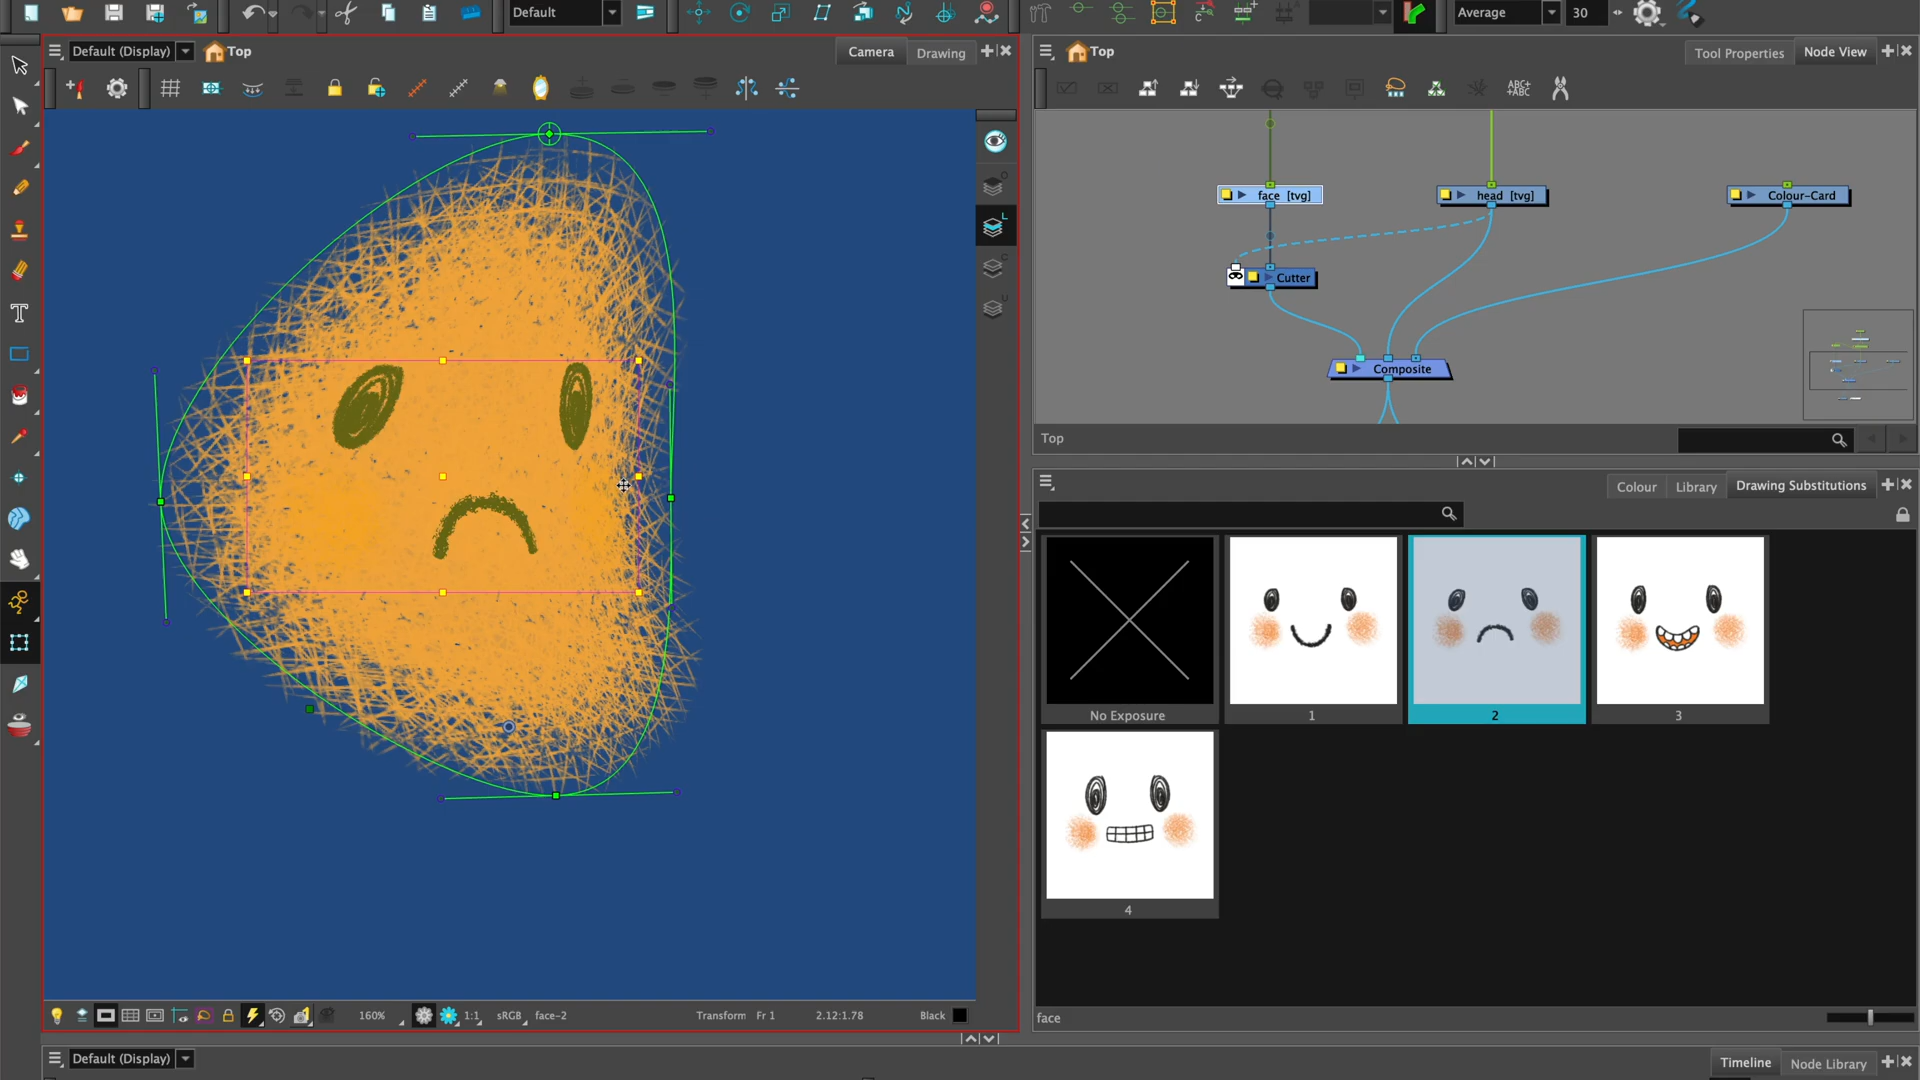 Default
Average
30
Default (Display)
Top
Camera
Drawing
Top
Tool Properties
Node View
ABC+
+ABC
face [tvg]
head [tvg]
Colour-Card
Cutter
Composite
Top
Colour
Library
Drawing Substitutions
No Exposure
1
2
3
4
160%
1:1
sRGB
face-2
Transform
Fr 1
2.12:1.78
Black
face
Default (Display)
Timeline
Node Library